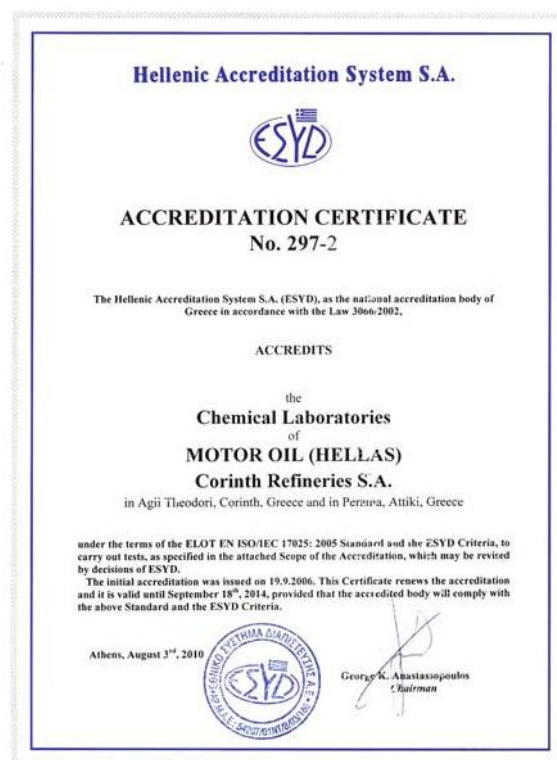 Hellenic Accreditation System S.A.
ESYD
ACCREDITATION CERTIFICATE
No. 297-2
The Hellenic Accreditation System S.A. (ESYD), as the national accreditation body of
Greece in accordance with the Law 3066/2002,
ACCREDITS
the
Chemical Laboratories
of
MOTOR OIL (HELLAS)
Corinth Refineries S.A.
in Agii Theodori, Corinth, Greece and in Perama, Attiki, Greece
under the terms of the ELOT EN ISO/IEC 17025: 2005 Standard and the ESYD Criteria, to
carry out tests, as specified in the attached Scope of the Accreditation, which may be revised
by decisions of ESYD.
The initial accreditation was issued on 19.9.2006. This Certificate renews the accreditation
and it is valid until September 18th, 2014, provided that the accredited body will comply with
the above Standard and the ESYD Criteria.
Athens, August 3rd, 2010
ΕΘΝΙΚΟ ΣΥΣΤΗΜΑ ΔΙΑΠΙΣΤΕΥΣΗΣ Α.Ε.
ESYD
George K. Anastassopoulos
Chairman